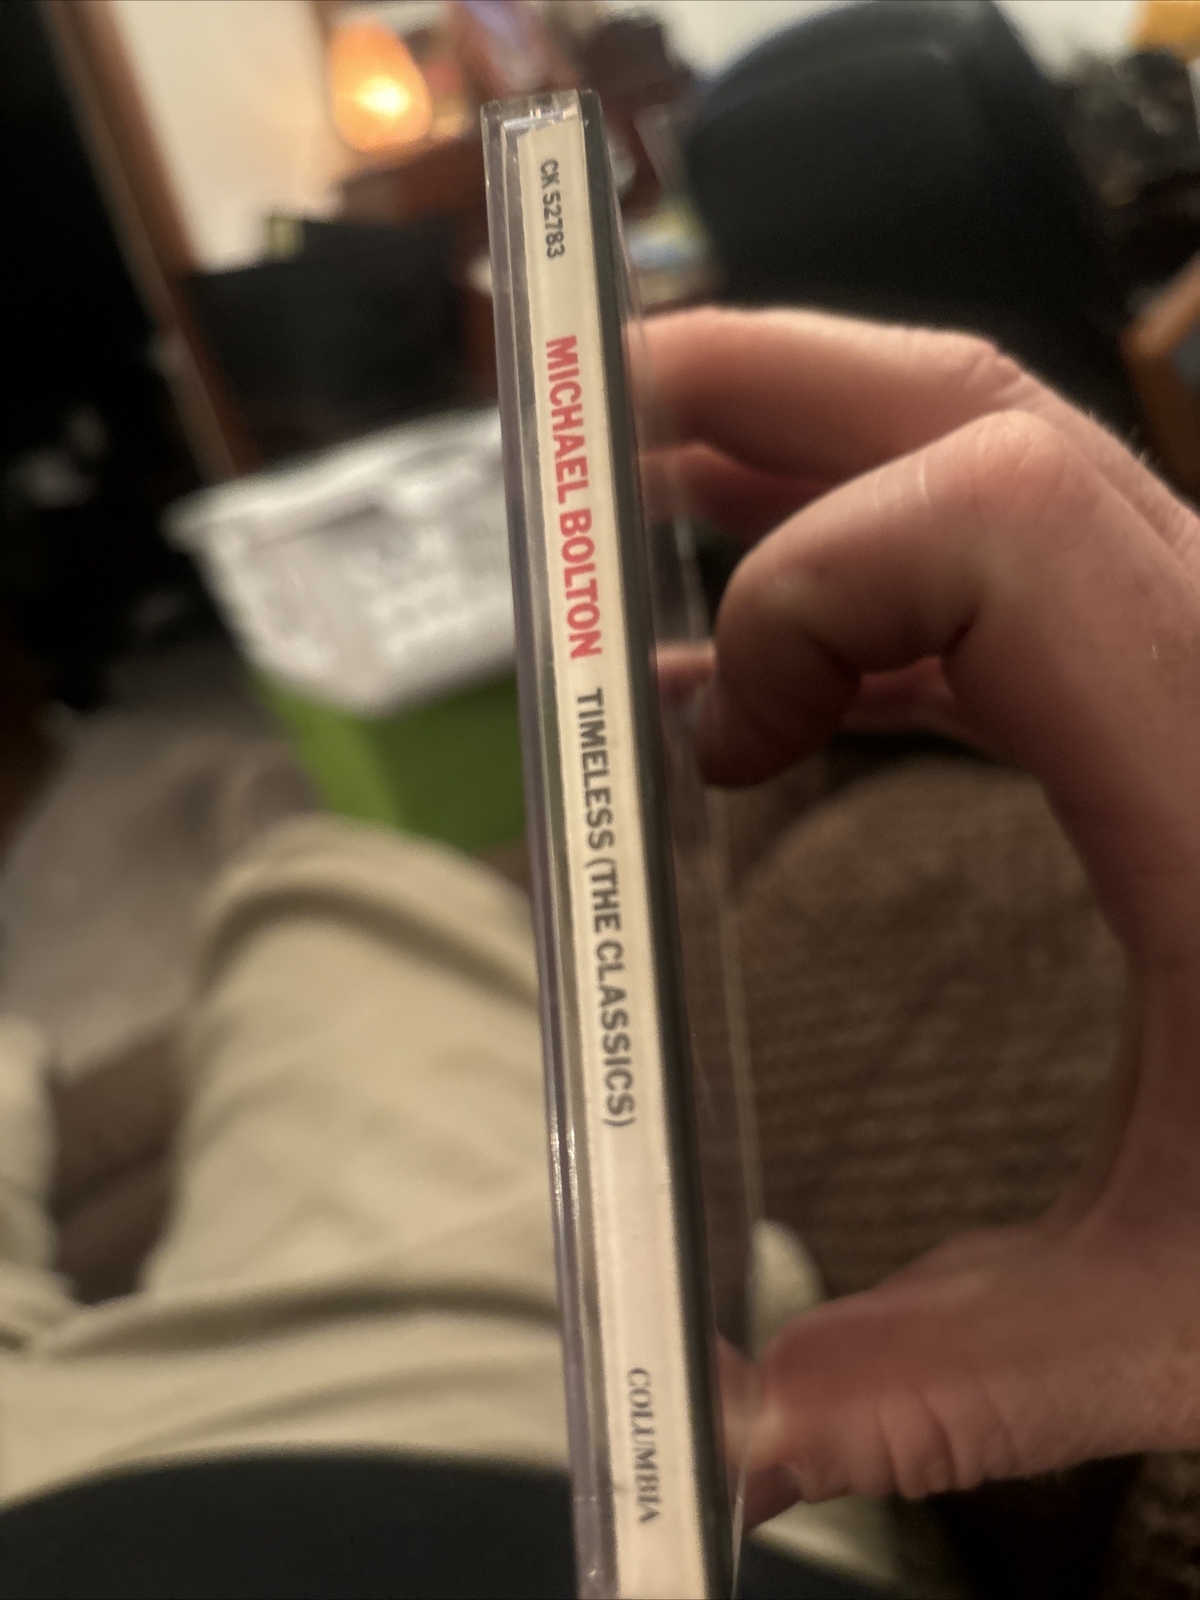 CK 52783 MICHAEL BOLTON TIMELESS (THE CLASSICS) COLUMBIA